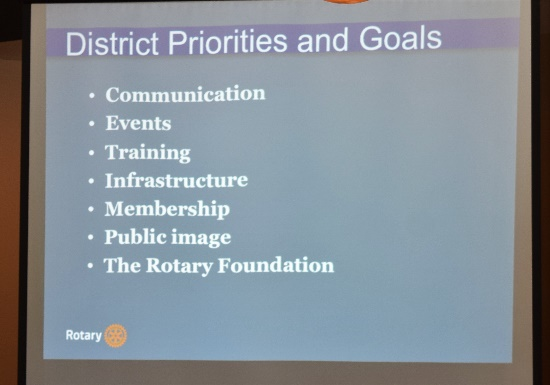 District Priorities and Goals
• Communication
• Events
• Training
• Infrastructure
• Membership
• Public image
• The Rotary Foundation
Rotary